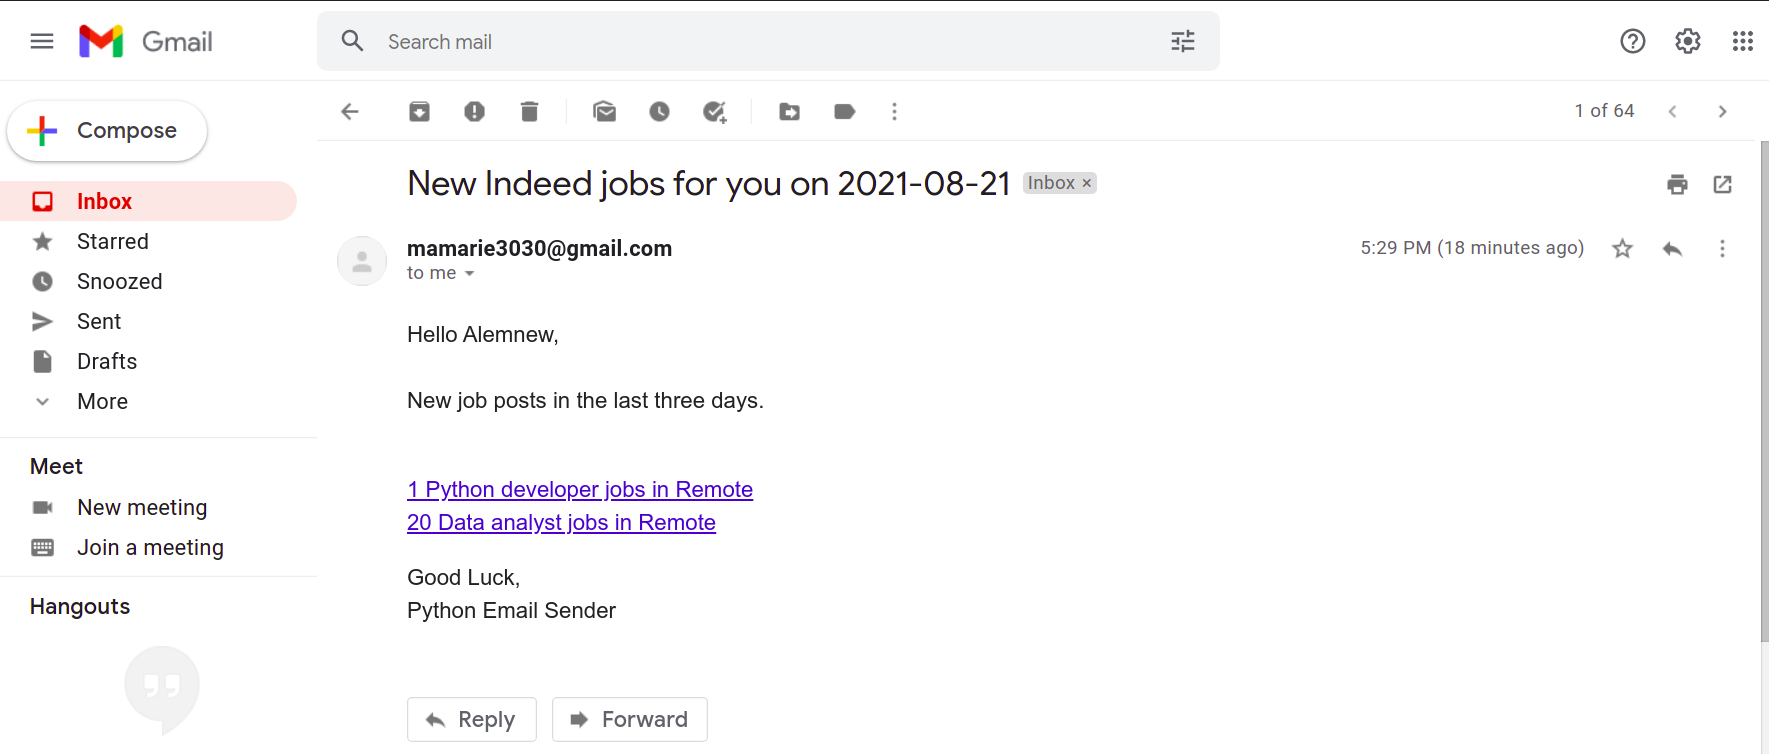 Gmail
Search mail
Compose
1 of 64
Inbox
Starred
Snoozed
Sent
Drafts
More
Meet
New meeting
Join a meeting
Hangouts
New Indeed jobs for you on 2021-08-21 Inbox ×
mamarie3030@gmail.com 5:29 PM (18 minutes ago)
to me
Hello Alemnew,
New job posts in the last three days.
1 Python developer jobs in Remote
20 Data analyst jobs in Remote
Good Luck,
Python Email Sender
Reply Forward